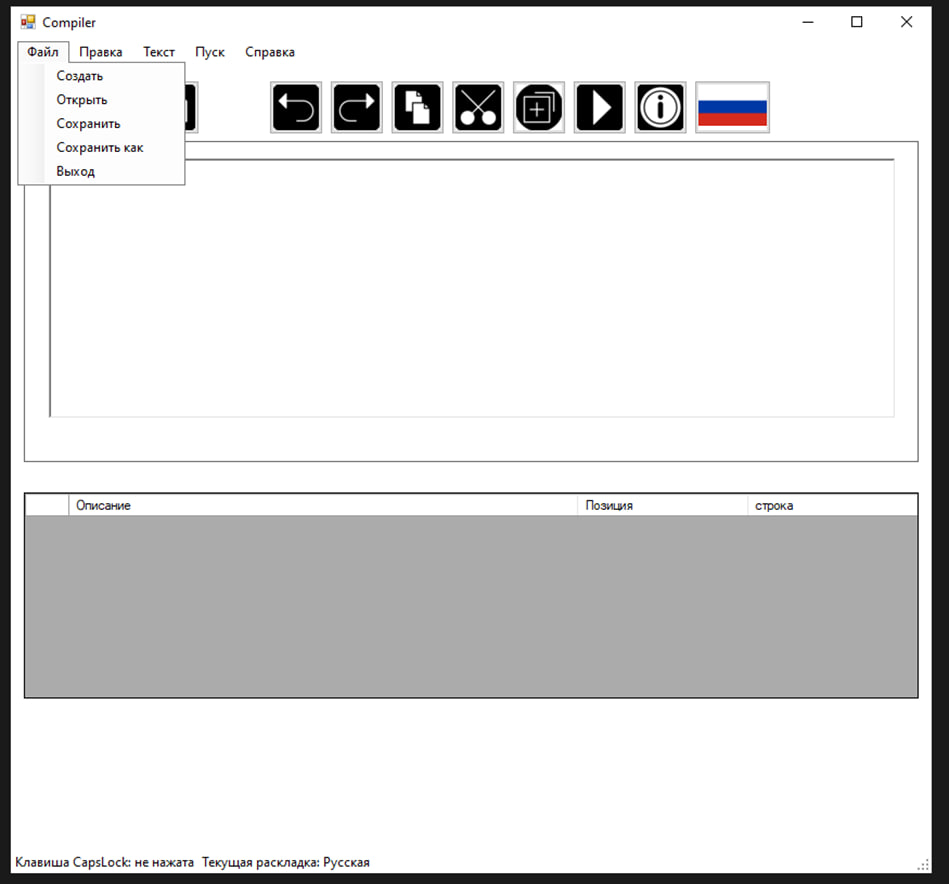 Compiler
Файл Правка Текст Пуск Справка
Создать
Открыть
Сохранить
Сохранить как
Выход
Описание Позиция строка
Клавиша CapsLock: не нажата Текущая раскладка: Русская